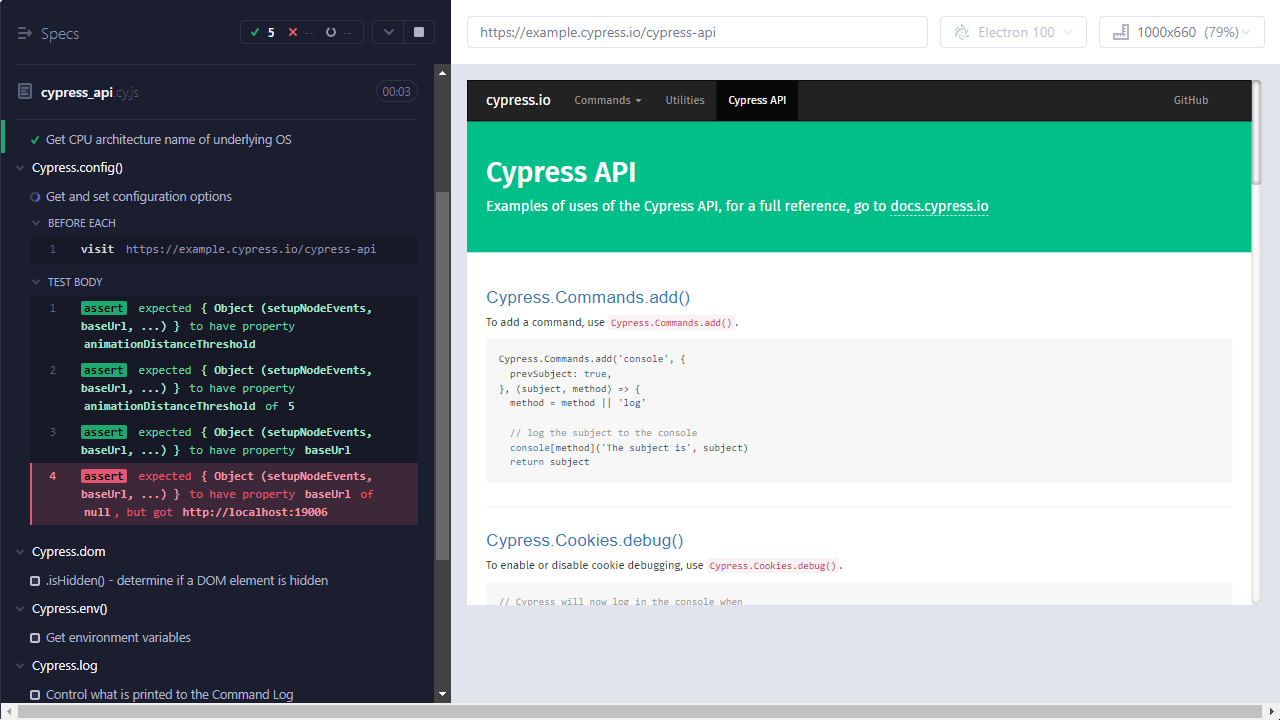 Specs
5
--
--
cypress_api.cy.js
00:03
Get CPU architecture name of underlying OS
Cypress.config()
Get and set configuration options
BEFORE EACH
1 visit https://example.cypress.io/cypress-api
TEST BODY
1 assert expected { Object (setupNodeEvents,
baseUrl, ...) } to have property
animationDistanceThreshold
2 assert expected { Object (setupNodeEvents,
baseUrl, ...) } to have property
animationDistanceThreshold of 5
3 assert expected { Object (setupNodeEvents,
baseUrl, ...) } to have property baseUrl
4 assert expected { Object (setupNodeEvents,
baseUrl, ...) } to have property baseUrl of
null, but got http://localhost:19006
Cypress.dom
.isHidden() - determine if a DOM element is hidden
Cypress.env()
Get environment variables
Cypress.log
Control what is printed to the Command Log
https://example.cypress.io/cypress-api
Electron 100
1000x660 (79%)
cypress.io Commands Utilities Cypress API GitHub
Cypress API
Examples of uses of the Cypress API, for a full reference, go to docs.cypress.io
Cypress.Commands.add()
To add a command, use Cypress.Commands.add().
Cypress.Commands.add('console', {
prevSubject: true,
}, (subject, method) => {
method = method || 'log'
// log the subject to the console
console[method]('The subject is', subject)
return subject
Cypress.Cookies.debug()
To enable or disable cookie debugging, use Cypress.Cookies.debug().
// Cypress will now log in the console when